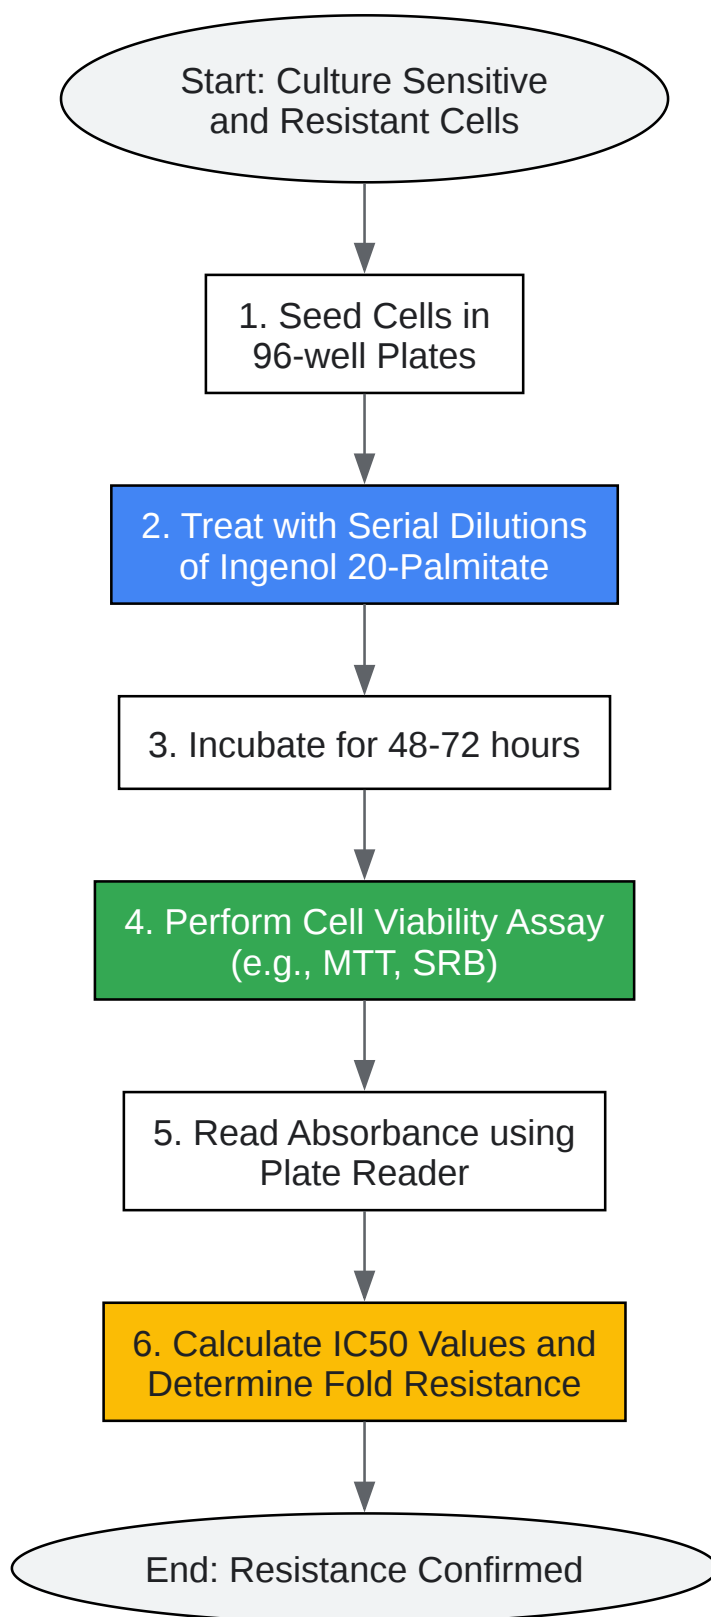 Start: Culture Sensitive
and Resistant Cells
1. Seed Cells in
96-well Plates
2. Treat with Serial Dilutions
of Ingenol 20-Palmitate
3. Incubate for 48-72 hours
4. Perform Cell Viability Assay
(e.g., MTT, SRB)
5. Read Absorbance using
Plate Reader
6. Calculate IC50 Values and
Determine Fold Resistance
End: Resistance Confirmed